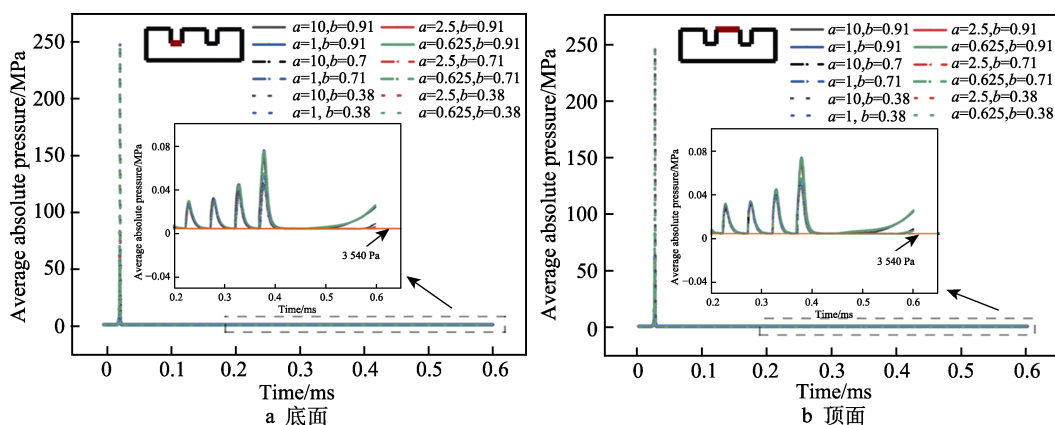 a=10,b=0.91 a=2.5,b=0.91
a=1,b=0.91 a=0.625,b=0.91
a=10,b=0.7 a=2.5,b=0.71
a=1,b=0.71 a=0.625,b=0.71
a=10,b=0.38 a=2.5,b=0.38
a=1, b=0.38 a=0.625,b=0.38
Average absolute pressure/MPa
250
200
150
100
50
0
0 0.1 0.2 0.3 0.4 0.5 0.6
Time/ms
Average absolute pressure/MPa
0.08
0.04
0
−0.04
3 540 Pa
0.2 0.3 0.4 0.5 0.6
Time/ms
a 底面
a=10,b=0.91 a=2.5,b=0.91
a=1,b=0.91 a=0.625,b=0.91
a=10,b=0.7 a=2.5,b=0.71
a=1,b=0.71 a=0.625,b=0.71
a=10,b=0.38 a=2.5,b=0.38
a=1, b=0.38 a=0.625,b=0.38
Average absolute pressure/MPa
250
200
150
100
50
0
0 0.1 0.2 0.3 0.4 0.5 0.6
Time/ms
Average absolute pressure/MPa
0.08
0.04
0
−0.04
3 540 Pa
0.2 0.3 0.4 0.5 0.6
Time/ms
b 顶面